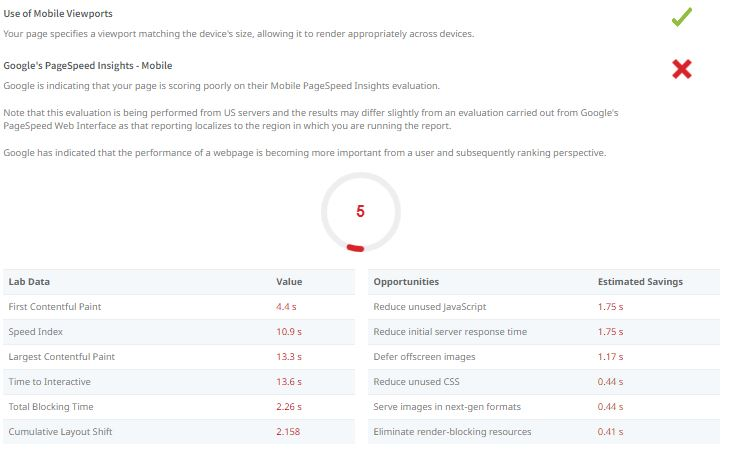 Use of Mobile Viewports
Your page specifies a viewport matching the device's size, allowing it to render appropriately across devices.
Google's PageSpeed Insights - Mobile
Google is indicating that your page is scoring poorly on their Mobile PageSpeed Insights evaluation.
Note that this evaluation is being performed from US servers and the results may differ slightly from an evaluation carried out from Google's
PageSpeed Web Interface as that reporting localizes to the region in which you are running the report.
Google has indicated that the performance of a webpage is becoming more important from a user and subsequently ranking perspective.
5
Lab Data Value
First Contentful Paint 4.4 s
Speed Index 10.9 s
Largest Contentful Paint 13.3 s
Time to Interactive 13.6 s
Total Blocking Time 2.26 s
Cumulative Layout Shift 2.158
Opportunities Estimated Savings
Reduce unused JavaScript 1.75 s
Reduce initial server response time 1.75 s
Defer offscreen images 1.17 s
Reduce unused CSS 0.44 s
Serve images in next-gen formats 0.44 s
Eliminate render-blocking resources 0.41 s